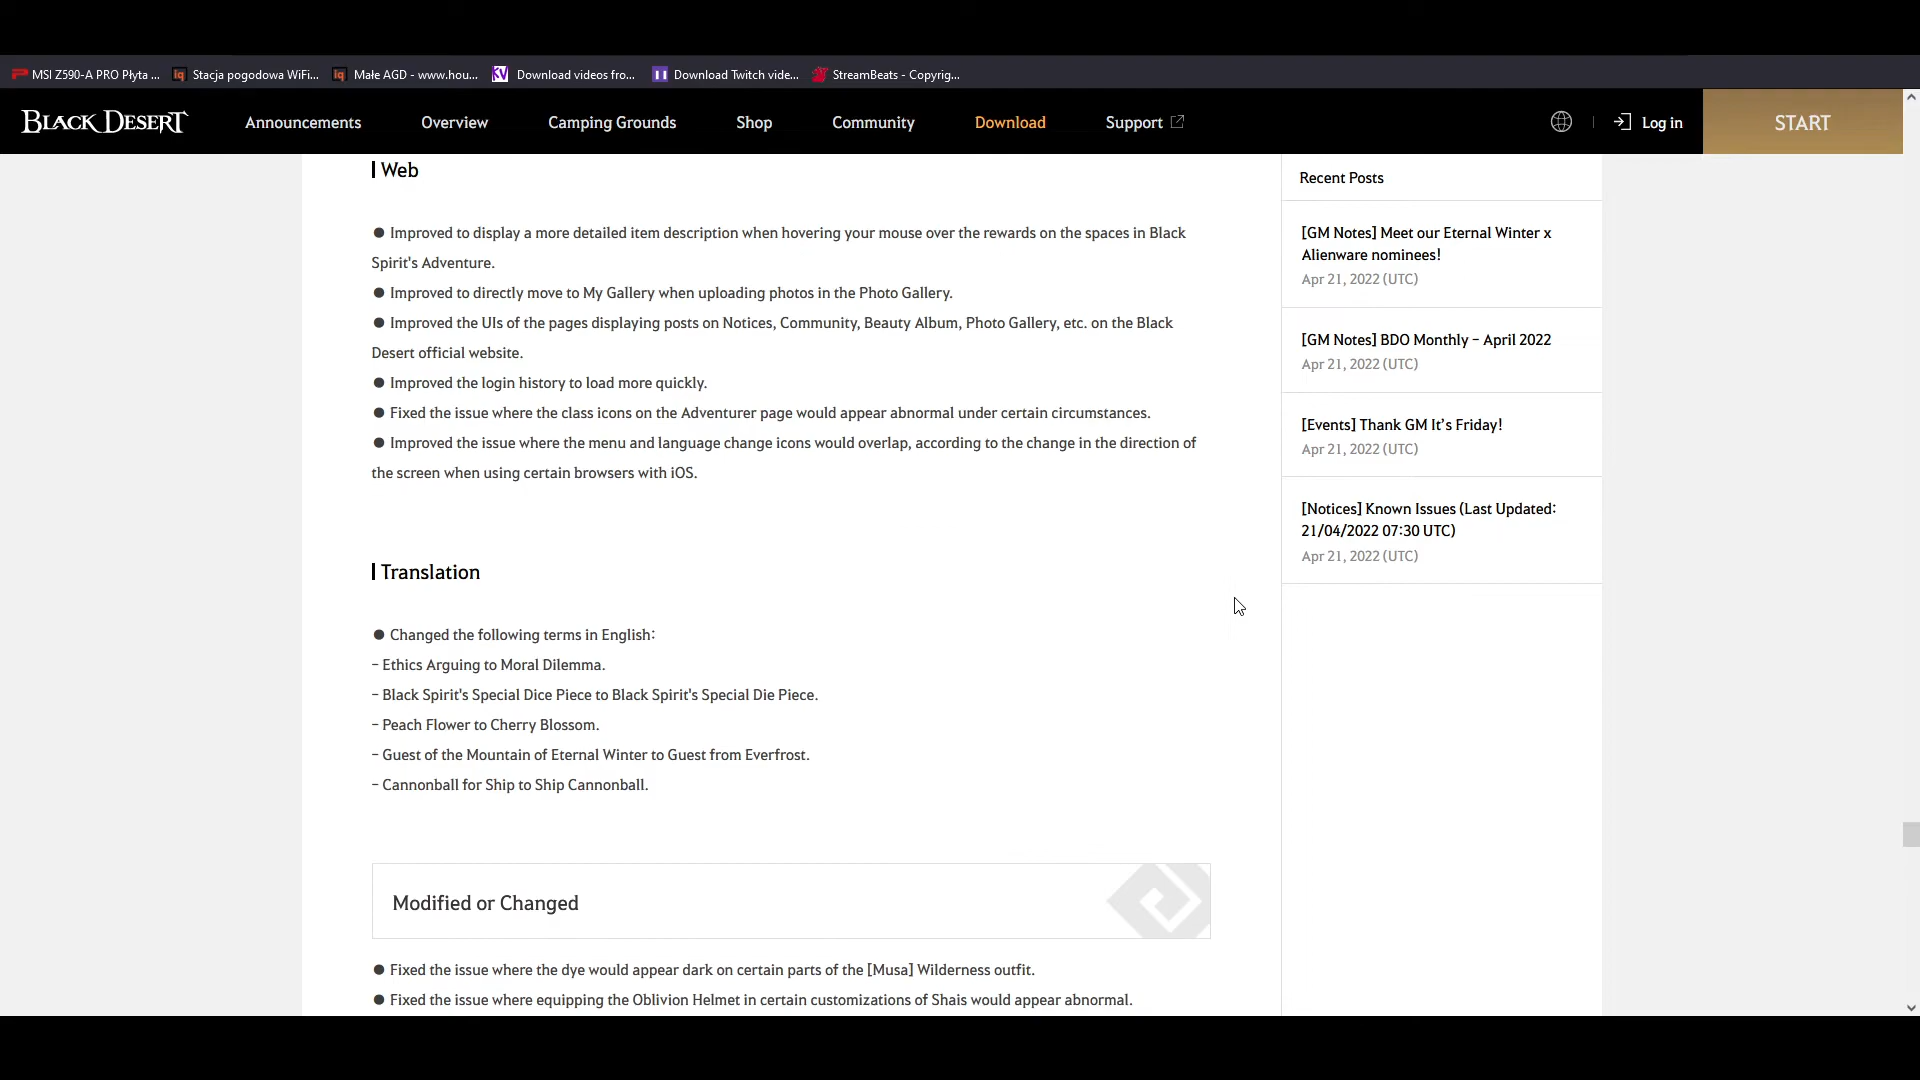 MSI Z590-A PRO Płyta ... Stacja pogodowa WiFi... Małe AGD - www.hou... KV Download videos fro... Download Twitch vide... StreamBeats - Copyrig...
BLACK DESERT Announcements Overview Camping Grounds Shop Community Download Support Log in START
Web
● Improved to display a more detailed item description when hovering your mouse over the rewards on the spaces in Black
Spirit's Adventure.
● Improved to directly move to My Gallery when uploading photos in the Photo Gallery.
● Improved the UIs of the pages displaying posts on Notices, Community, Beauty Album, Photo Gallery, etc. on the Black
Desert official website.
● Improved the login history to load more quickly.
● Fixed the issue where the class icons on the Adventurer page would appear abnormal under certain circumstances.
● Improved the issue where the menu and language change icons would overlap, according to the change in the direction of
the screen when using certain browsers with iOS.
Translation
● Changed the following terms in English:
- Ethics Arguing to Moral Dilemma.
- Black Spirit's Special Dice Piece to Black Spirit's Special Die Piece.
- Peach Flower to Cherry Blossom.
- Guest of the Mountain of Eternal Winter to Guest from Everfrost.
- Cannonball for Ship to Ship Cannonball.
Modified or Changed
● Fixed the issue where the dye would appear dark on certain parts of the [Musa] Wilderness outfit.
● Fixed the issue where equipping the Oblivion Helmet in certain customizations of Shais would appear abnormal.
Recent Posts
[GM Notes] Meet our Eternal Winter x
Alienware nominees!
Apr 21, 2022 (UTC)
[GM Notes] BDO Monthly - April 2022
Apr 21, 2022 (UTC)
[Events] Thank GM It's Friday!
Apr 21, 2022 (UTC)
[Notices] Known Issues (Last Updated:
21/04/2022 07:30 UTC)
Apr 21, 2022 (UTC)